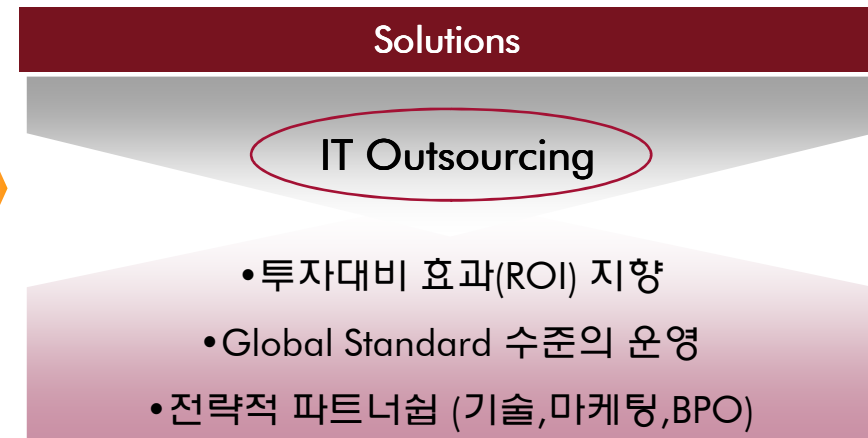 Solutions
IT Outsourcing
•투자대비 효과(ROI) 지향
•Global Standard 수준의 운영
•전략적 파트너쉽 (기술,마케팅,BPO)